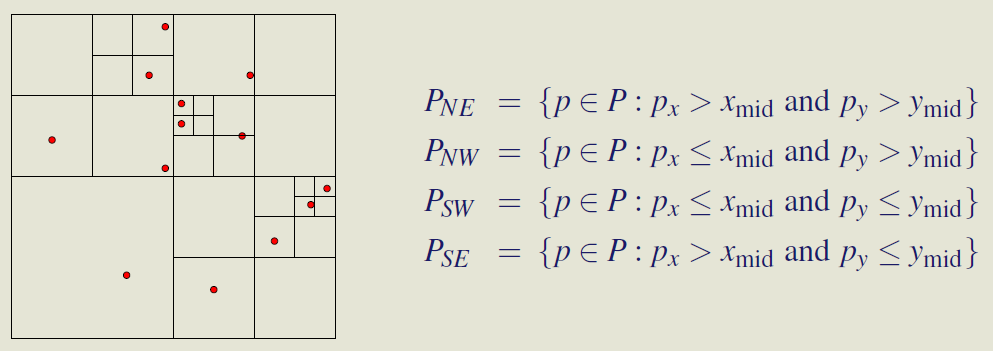 P_NE = {p ∈ P : p_x > x_mid and p_y > y_mid}
P_NW = {p ∈ P : p_x ≤ x_mid and p_y > y_mid}
P_SW = {p ∈ P : p_x ≤ x_mid and p_y ≤ y_mid}
P_SE = {p ∈ P : p_x > x_mid and p_y ≤ y_mid}